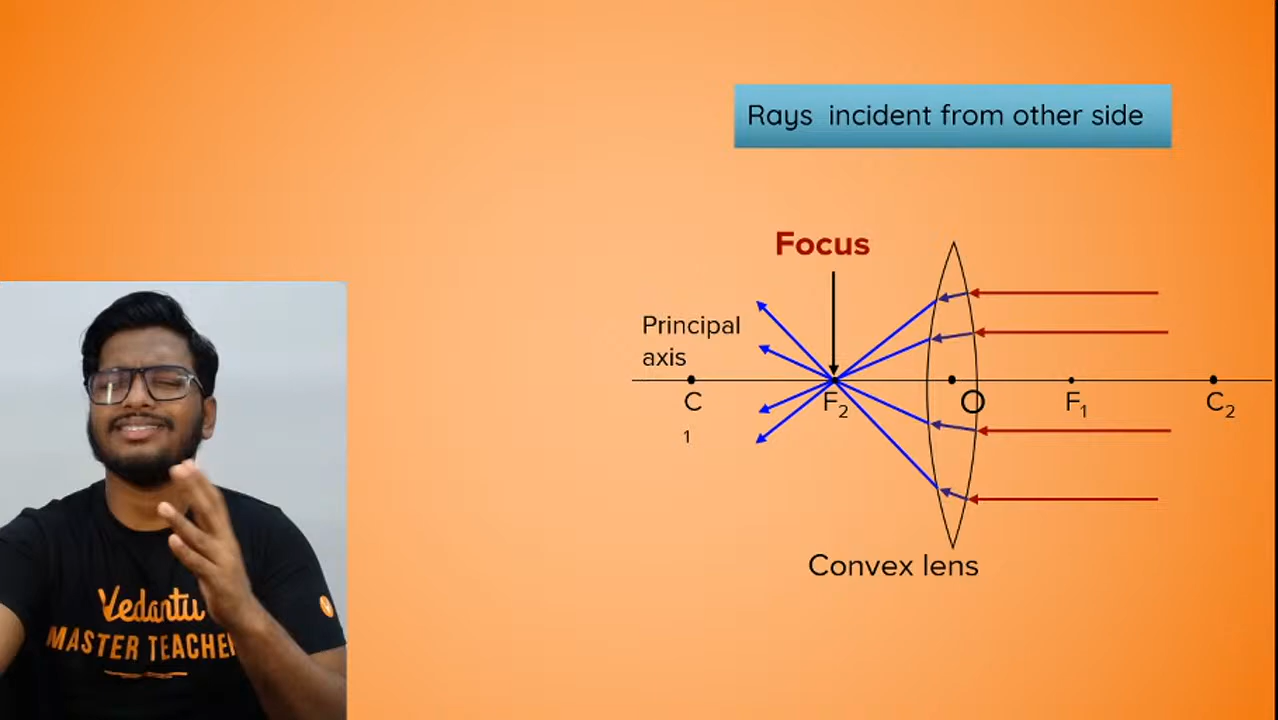 Rays incident from other side
Focus
Principal
axis
C
1
F₂
O
F₁
C₂
Convex lens
Vedantu
MASTER TEACHER